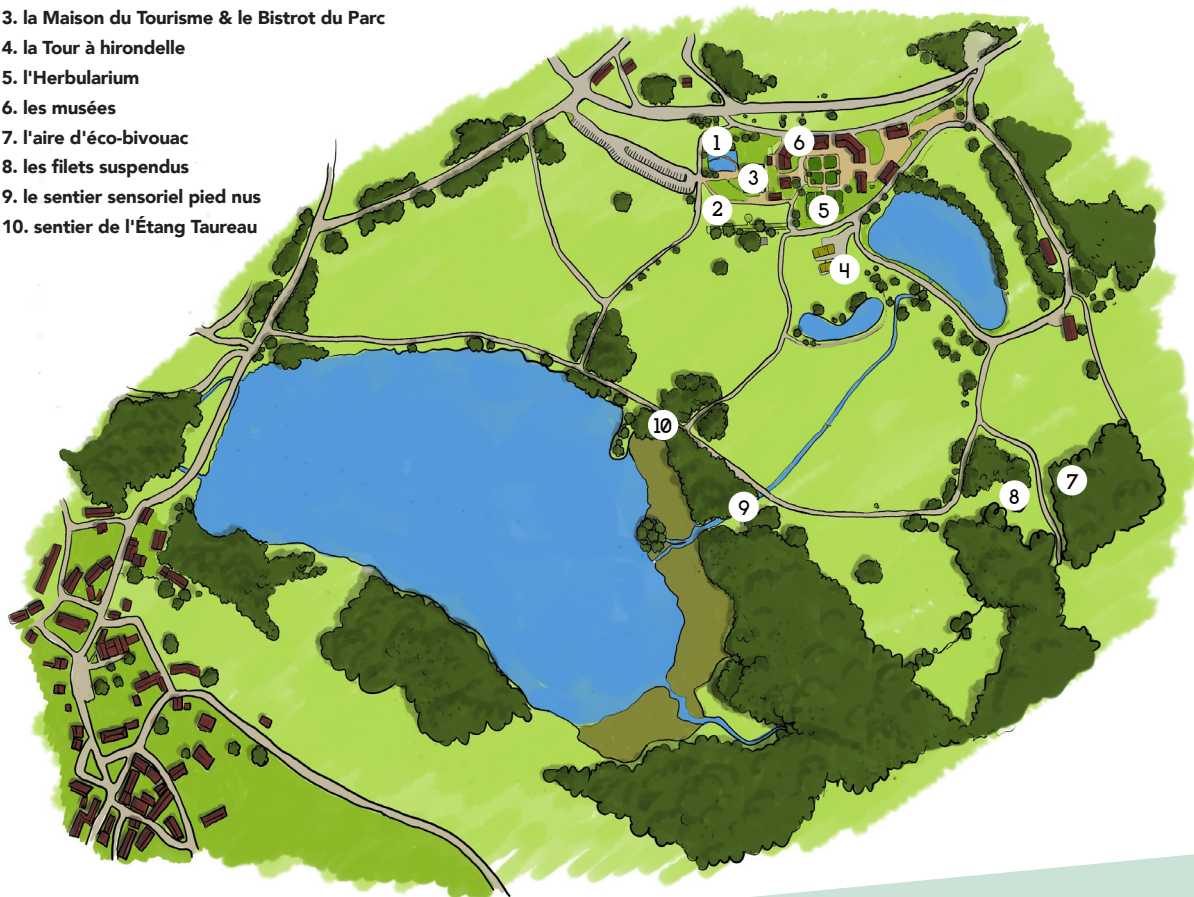 3. la Maison du Tourisme & le Bistrot du Parc
4. la Tour à hirondelle
5. l'Herbularium
6. les musées
7. l'aire d'éco-bivouac
8. les filets suspendus
9. le sentier sensoriel pied nus
10. sentier de l'Étang Taureau
1
6
3
2
5
4
10
7
8
9